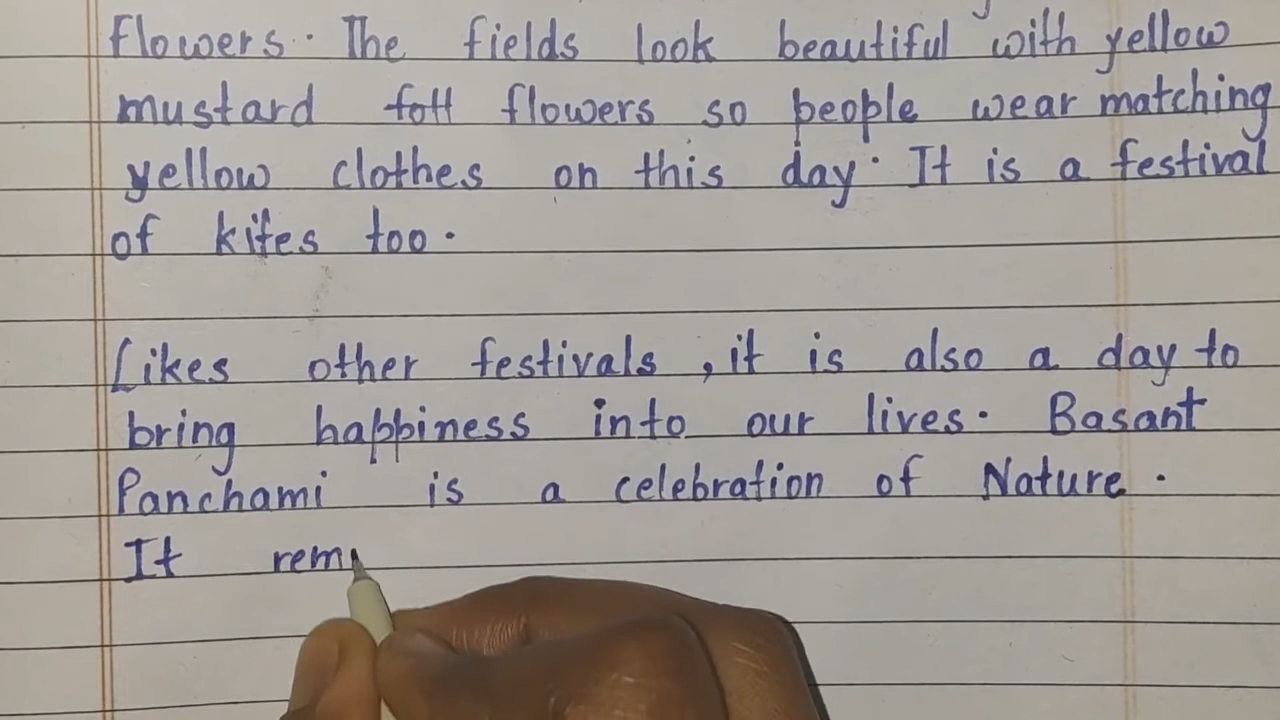 flowers. The fields look beautiful with yellow
mustard flowers so people wear matching
yellow clothes on this day. It is a festival
of kites too.
Likes other festivals, it is also a day to
bring happiness into our lives. Basant
Panchami is a celebration of Nature.
It rem